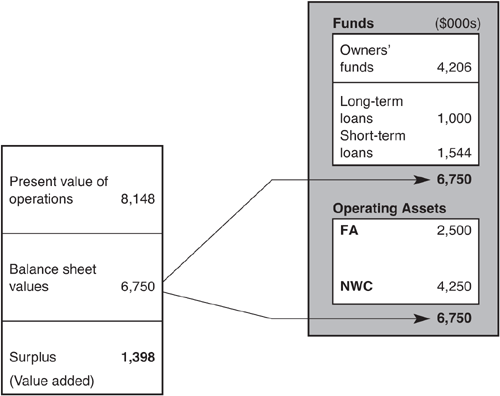 Present value of
operations 8,148
Balance sheet
values 6,750
Surplus 1,398
(Value added)
Funds ($000s)
Owners'
funds 4,206
Long-term
loans 1,000
Short-term
loans 1,544
6,750
Operating Assets
FA 2,500
NWC 4,250
6,750